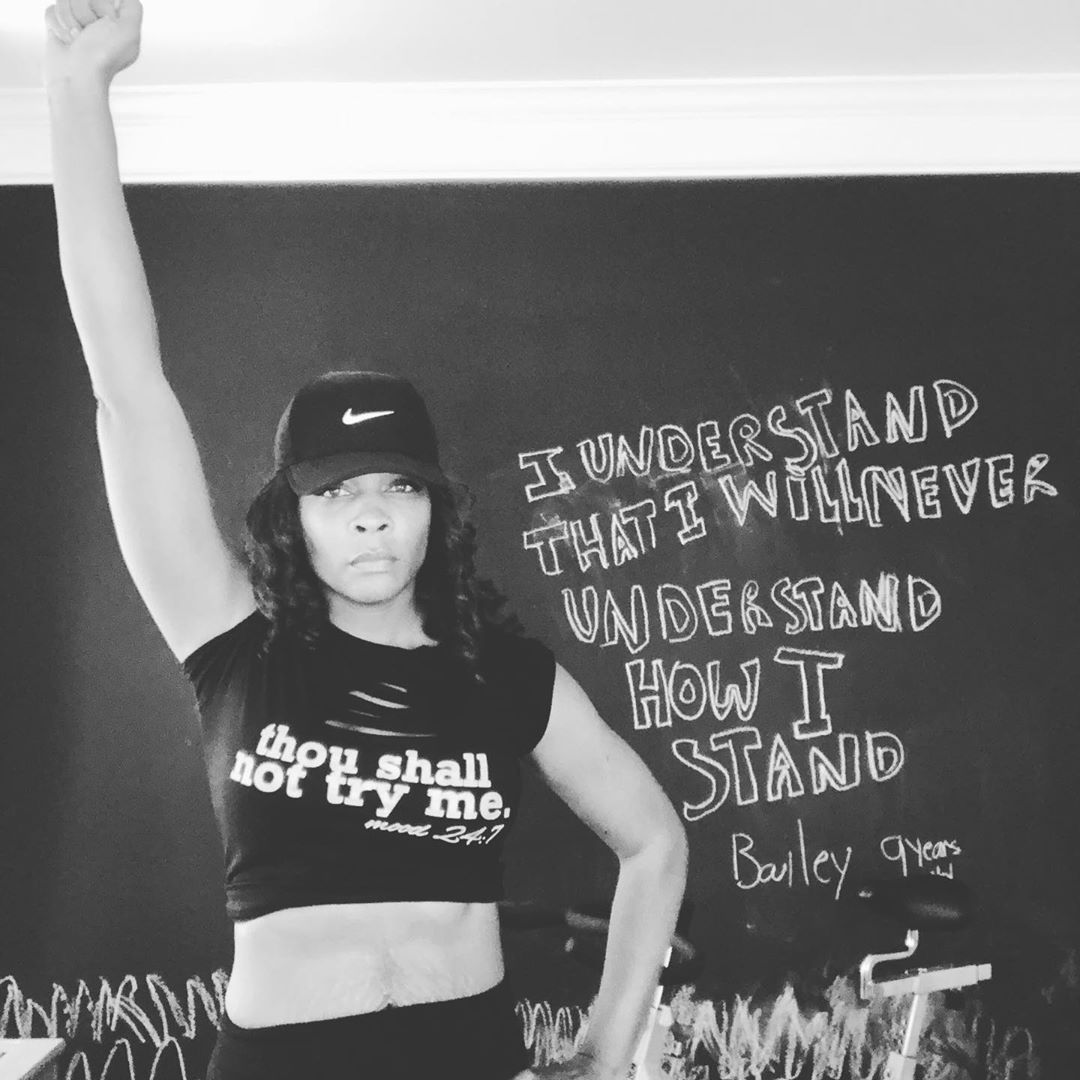 I UNDERSTAND
THAT I WILL NEVER
UNDERSTAND
HOW I
STAND
Bailey 9 years
thou shall
not try me.
mood 24:7